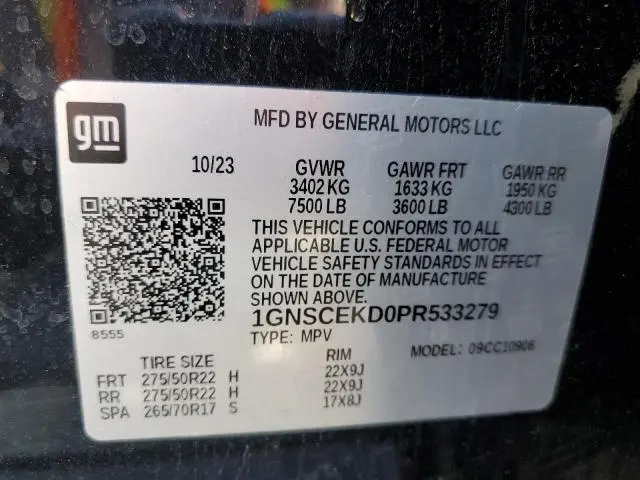 gm
MFD BY GENERAL MOTORS LLC
10/23 GVWR GAWR FRT GAWR RR
3402 KG 1633 KG 1950 KG
7500 LB 3600 LB 4300 LB
THIS VEHICLE CONFORMS TO ALL
APPLICABLE U.S. FEDERAL MOTOR
VEHICLE SAFETY STANDARDS IN EFFECT
ON THE DATE OF MANUFACTURE
SHOWN ABOVE.
8555
1GNSCEKD0PR533279
TYPE: MPV MODEL: 09CC10906
TIRE SIZE RIM
FRT 275/50R22 H 22X9J
RR 275/50R22 H 22X9J
SPA 265/70R17 S 17X8J